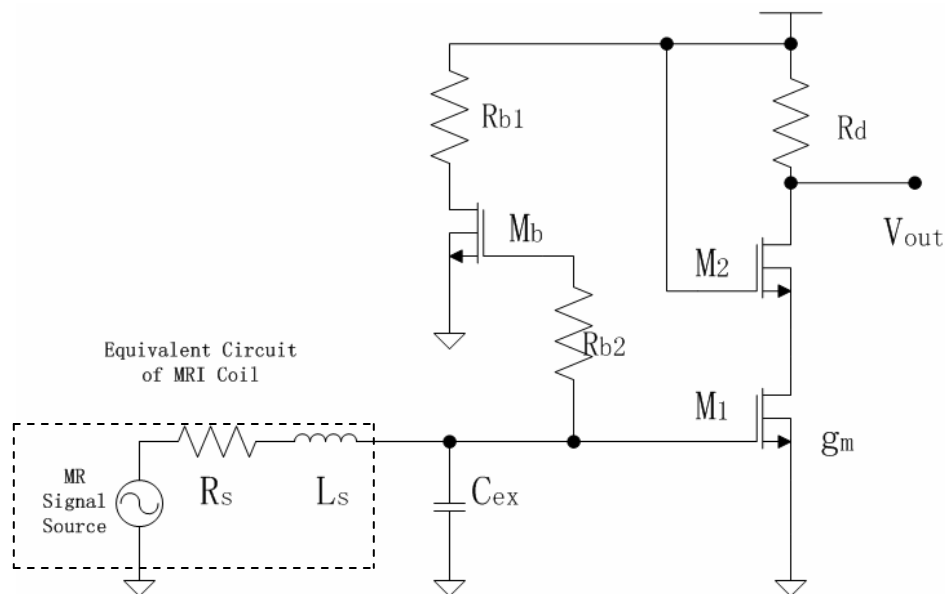 Rb1
Rd
Mb
Vout
M2
Rb2
Equivalent Circuit
of MRI Coil
M1
gm
MR
Signal
Source
Rs
Ls
Cex